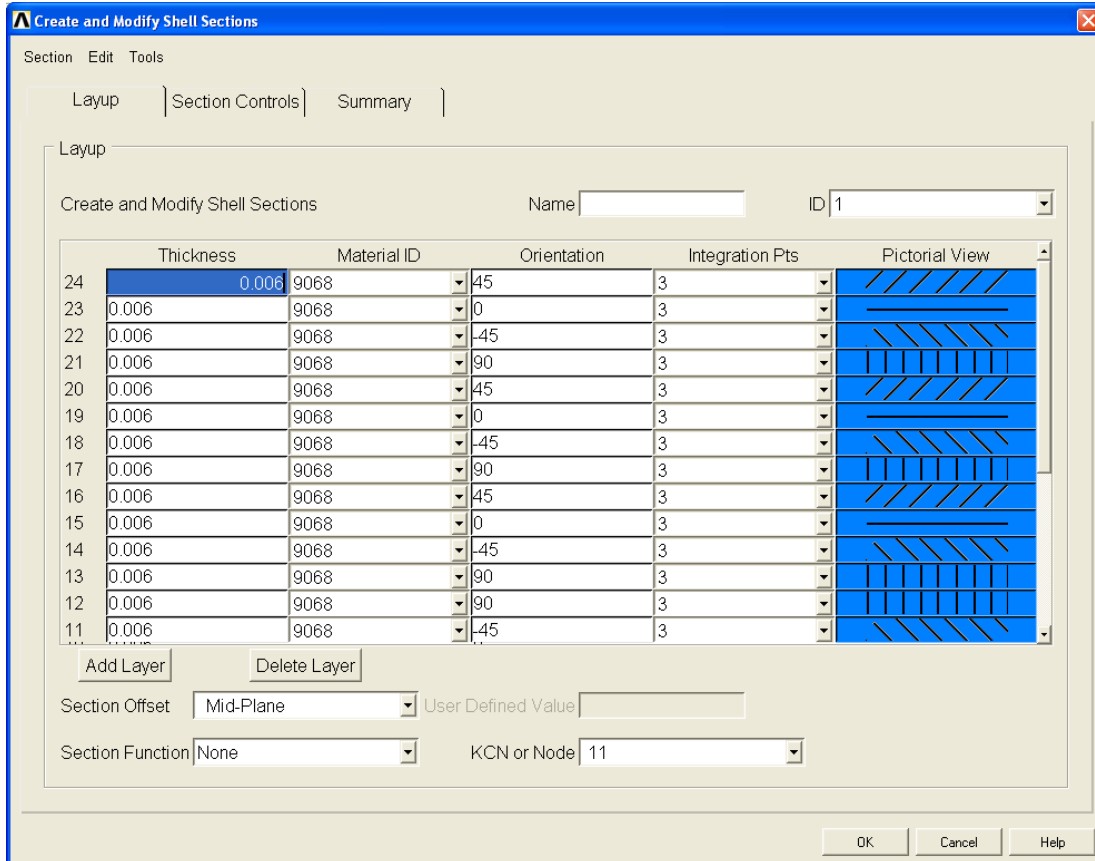 Create and Modify Shell Sections
Section Edit Tools
Layup Section Controls Summary
Layup
Create and Modify Shell Sections Name ID 1
Thickness Material ID Orientation Integration Pts Pictorial View
24 0.006 9068 45 3
23 0.006 9068 0 3
22 0.006 9068 -45 3
21 0.006 9068 90 3
20 0.006 9068 45 3
19 0.006 9068 0 3
18 0.006 9068 -45 3
17 0.006 9068 90 3
16 0.006 9068 45 3
15 0.006 9068 0 3
14 0.006 9068 -45 3
13 0.006 9068 90 3
12 0.006 9068 90 3
11 0.006 9068 -45 3
Add Layer Delete Layer
Section Offset Mid-Plane User Defined Value
Section Function None KCN or Node 11
OK Cancel Help